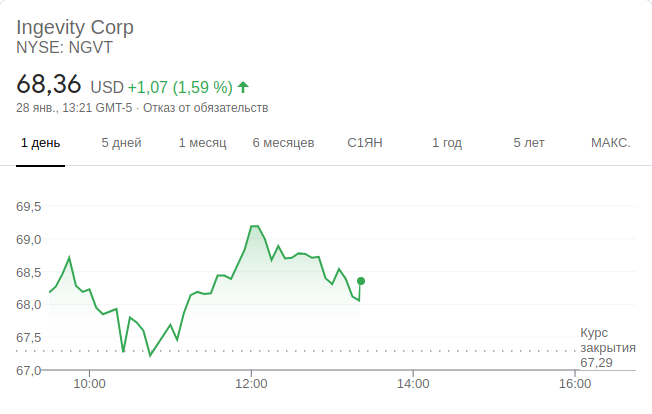 Ingevity Corp
NYSE: NGVT
68,36 USD +1,07 (1,59 %)
28 янв., 13:21 GMT-5 · Отказ от обязательств
1 день 5 дней 1 месяц 6 месяцев С1ЯН 1 год 5 лет МАКС.
69,5
69,0
68,5
68,0
67,5
67,0
Курс
закрытия
67,29
10:00 12:00 14:00 16:00